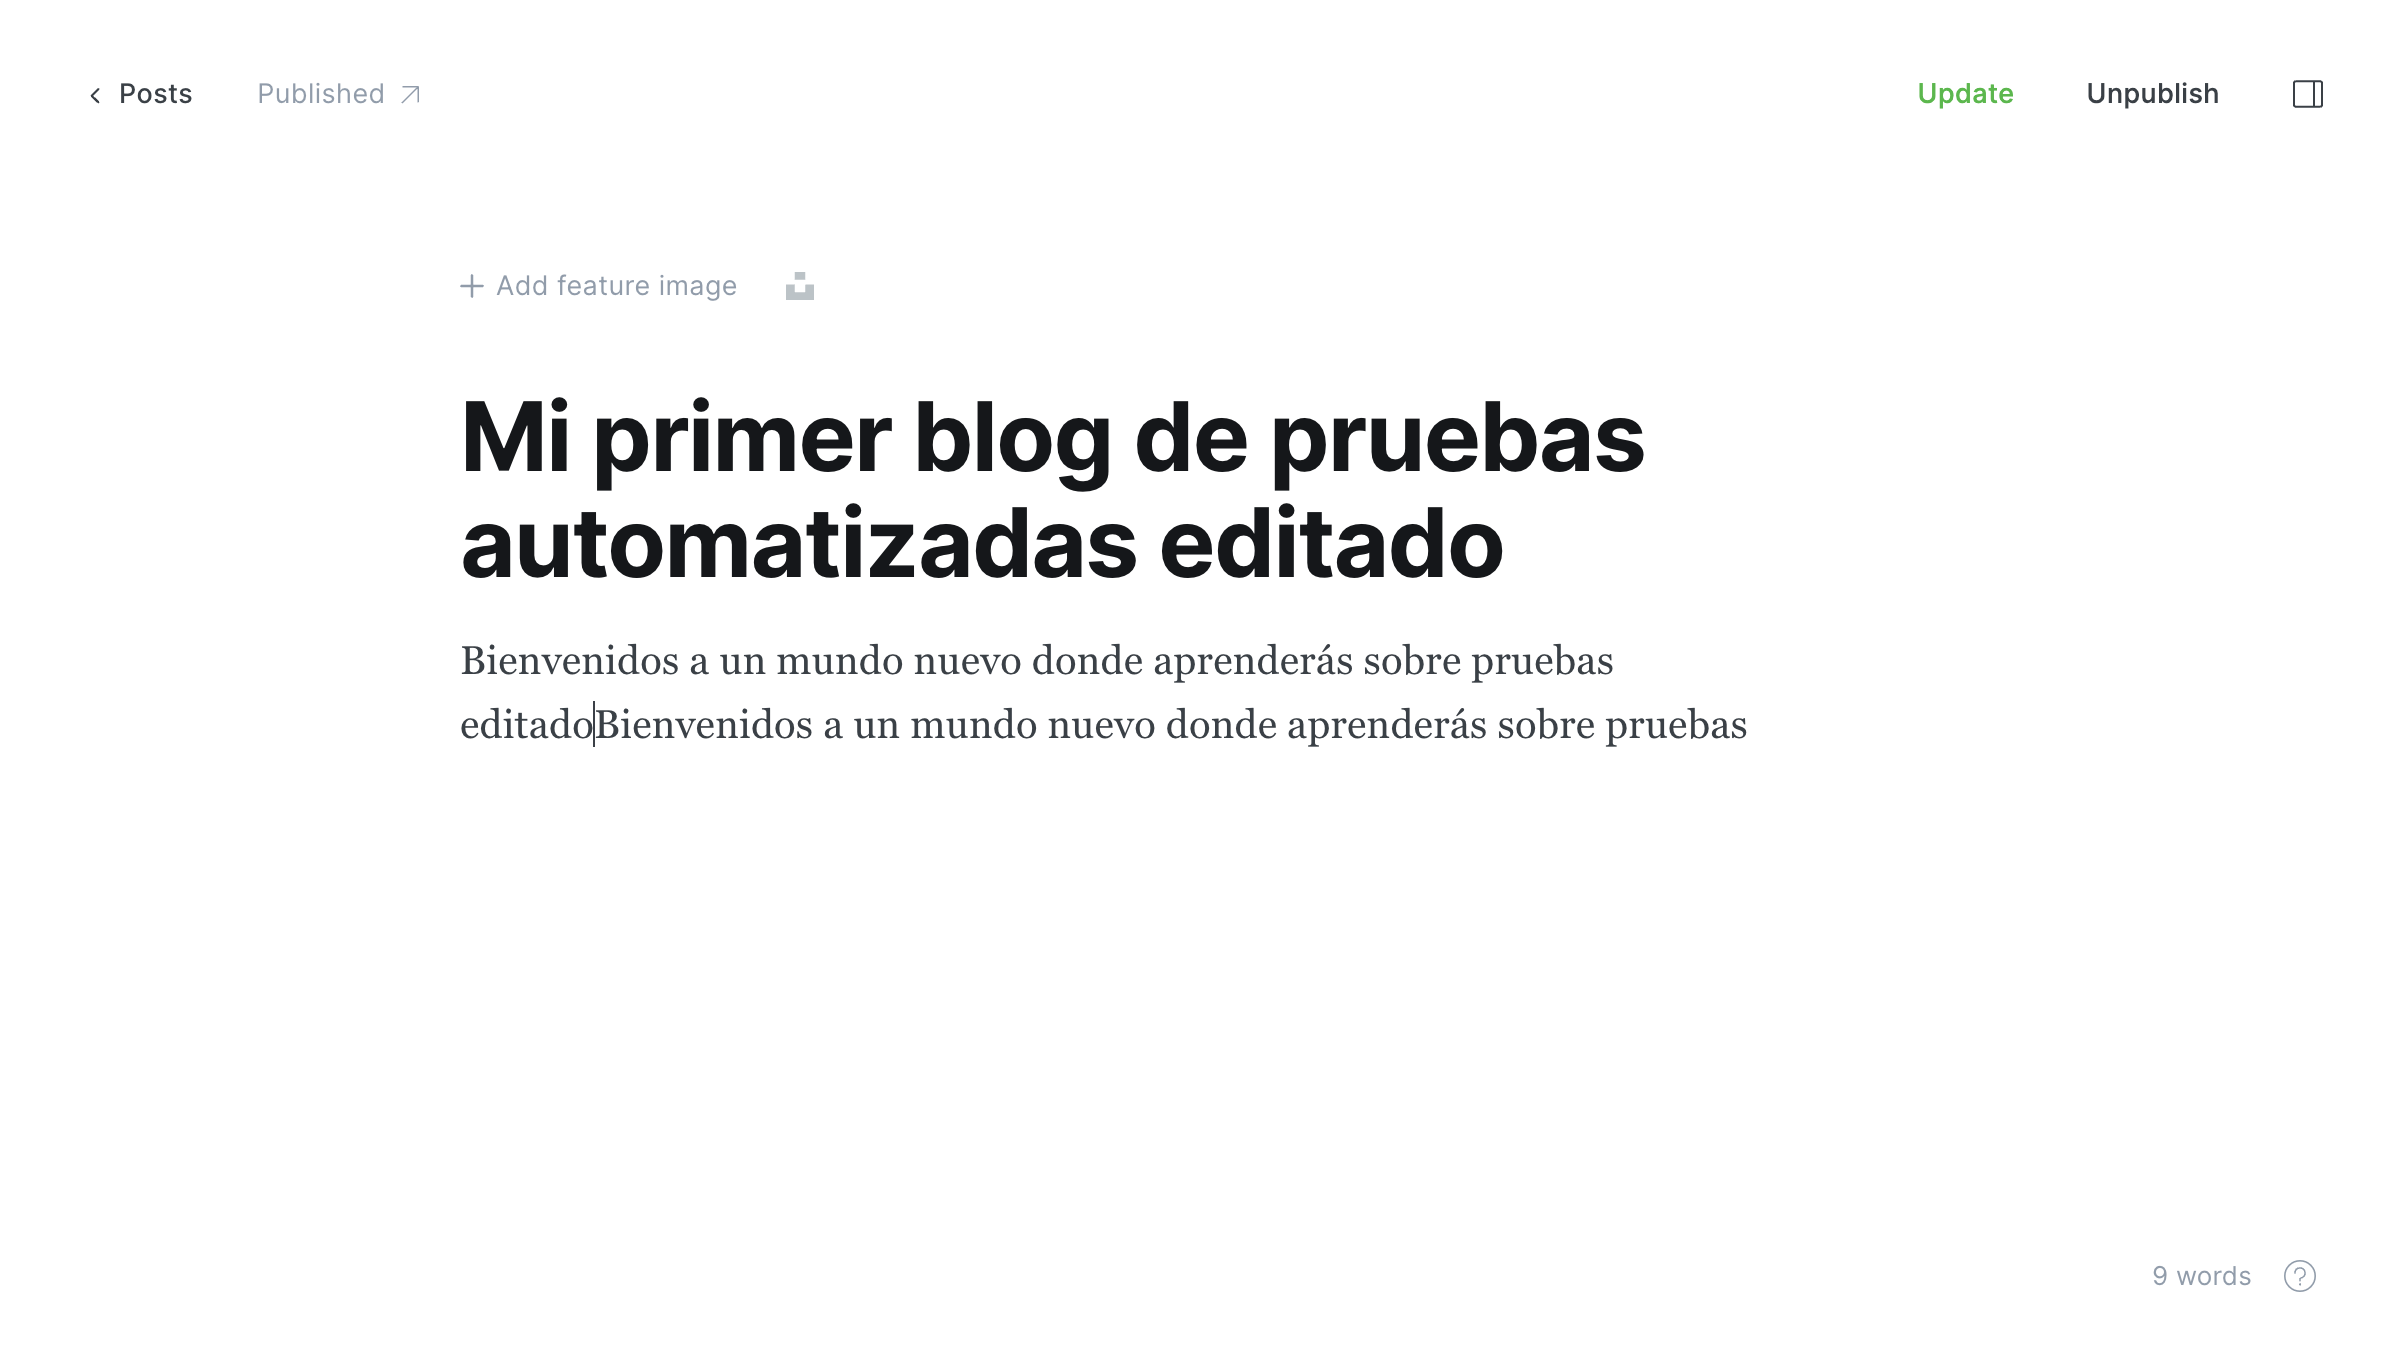 Posts
Published
Update
Unpublish
Add feature image
Mi primer blog de pruebas
automatizadas editado
Bienvenidos a un mundo nuevo donde aprenderás sobre pruebas
editadoBienvenidos a un mundo nuevo donde aprenderás sobre pruebas
9 words
?